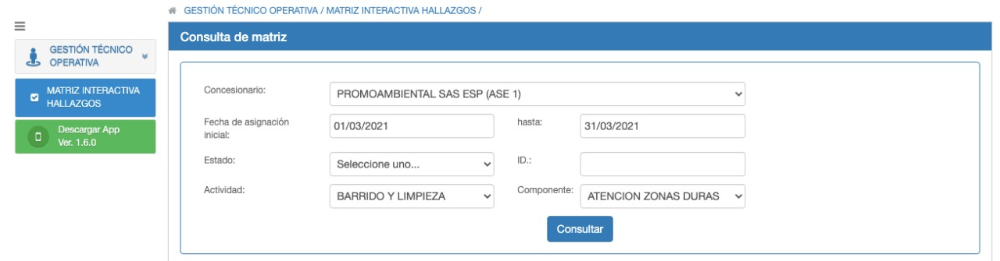 GESTIÓN TÉCNICO OPERATIVA / MATRIZ INTERACTIVA HALLAZGOS /
GESTIÓN TÉCNICO
OPERATIVA
MATRIZ INTERACTIVA
HALLAZGOS
Descargar App
Ver. 1.6.0
Consulta de matriz
Concesionario: PROMOAMBIENTAL SAS ESP (ASE 1)
Fecha de asignación
inicial: 01/03/2021 hasta: 31/03/2021
Estado: Seleccione uno... ID.:
Actividad: BARRIDO Y LIMPIEZA Componente: ATENCION ZONAS DURAS
Consultar